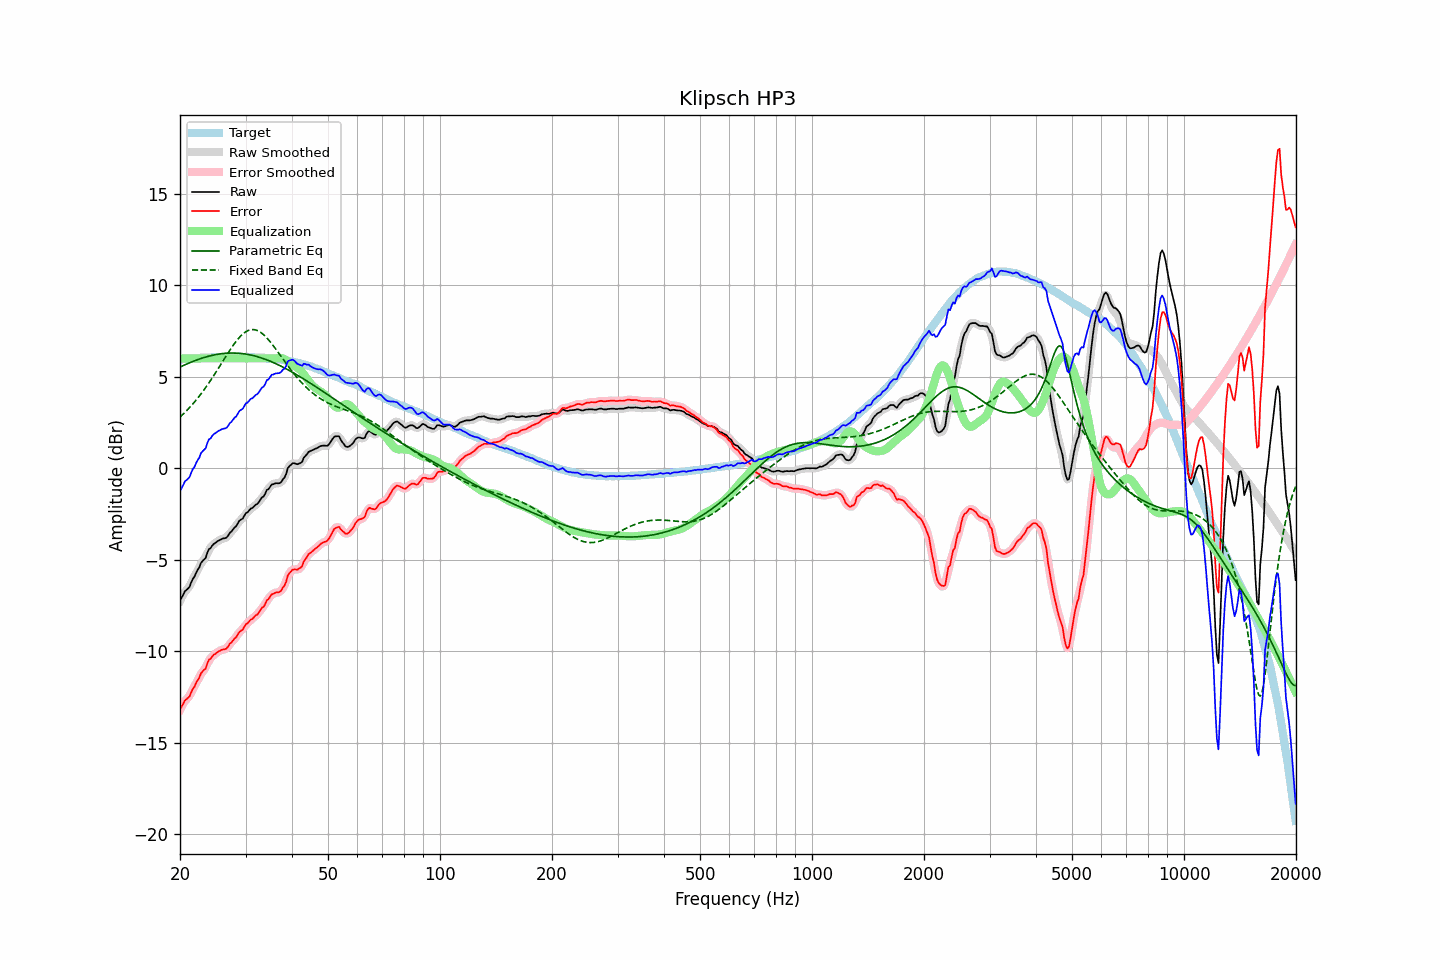 Klipsch HP3
Target
Raw Smoothed
Error Smoothed
Raw
Error
Equalization
Parametric Eq
Fixed Band Eq
Equalized
Amplitude (dBr)
15
10
5
0
−5
−10
−15
−20
20 50 100 200 500 1000 2000 5000 10000 20000
Frequency (Hz)